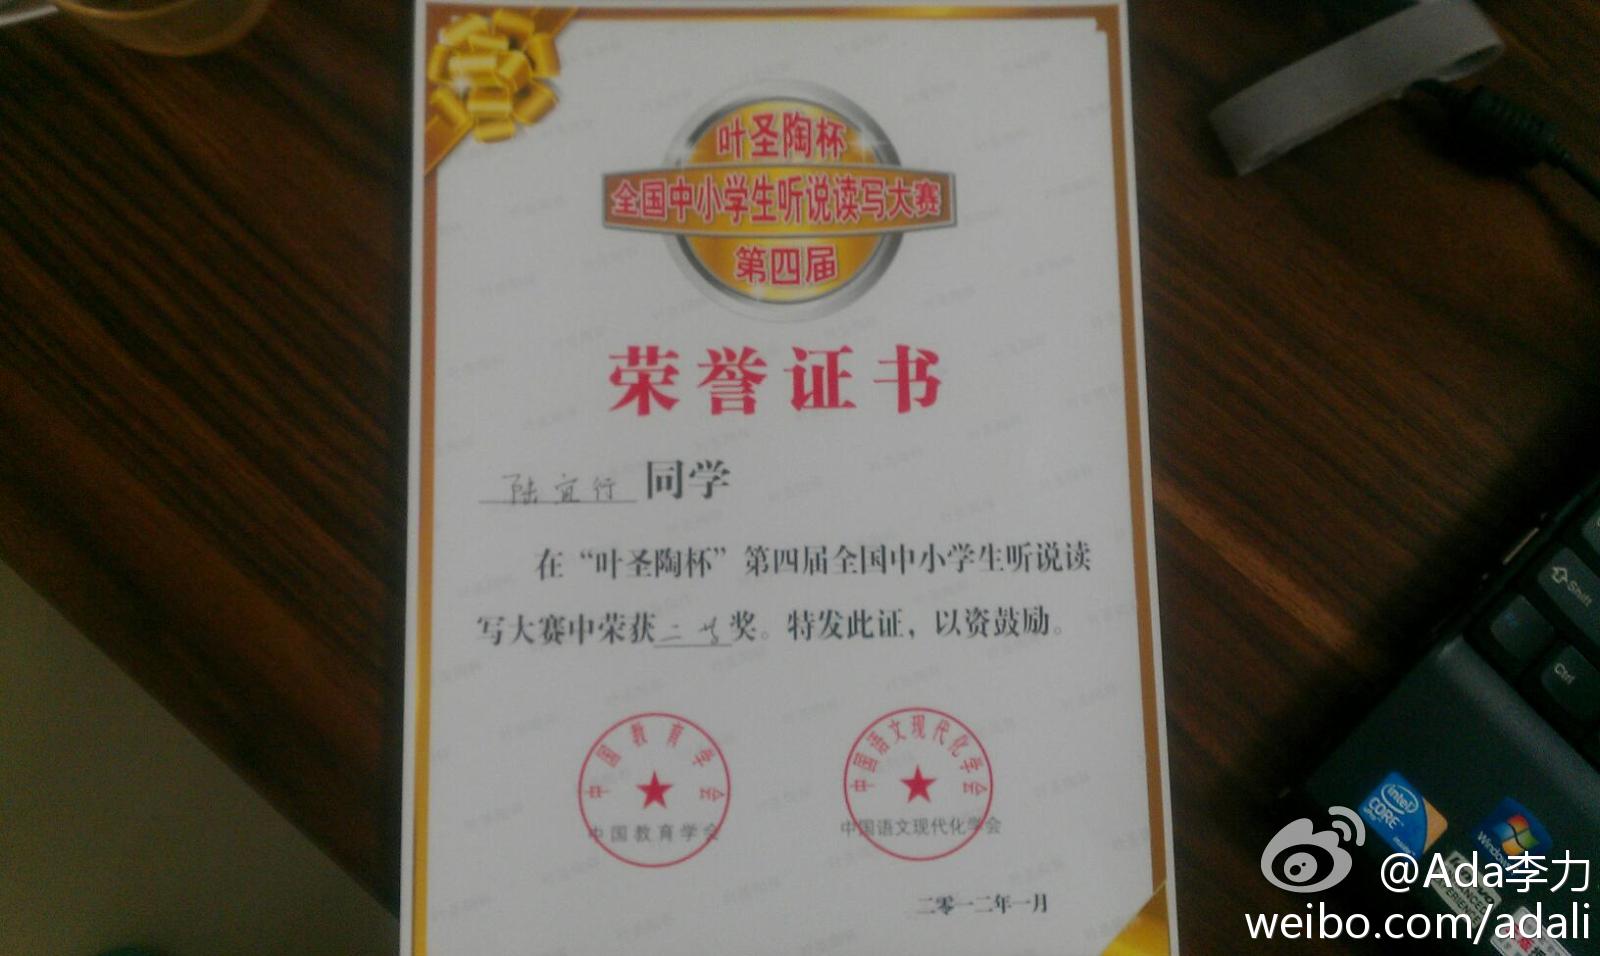 叶圣陶杯
全国中小学生听说读写大赛
第四届
荣誉证书
陆宜行同学
在“叶圣陶杯”第四届全国中小学生听说读
写大赛中荣获二等奖。特发此证,以资鼓励。
中国教育学会
中国语文现代化学会
中国教育学会
中国语文现代化学会
二零一二年一月
Shift
Ctrl
intel
CORE
Windows
@Ada李力
weibo.com/adali